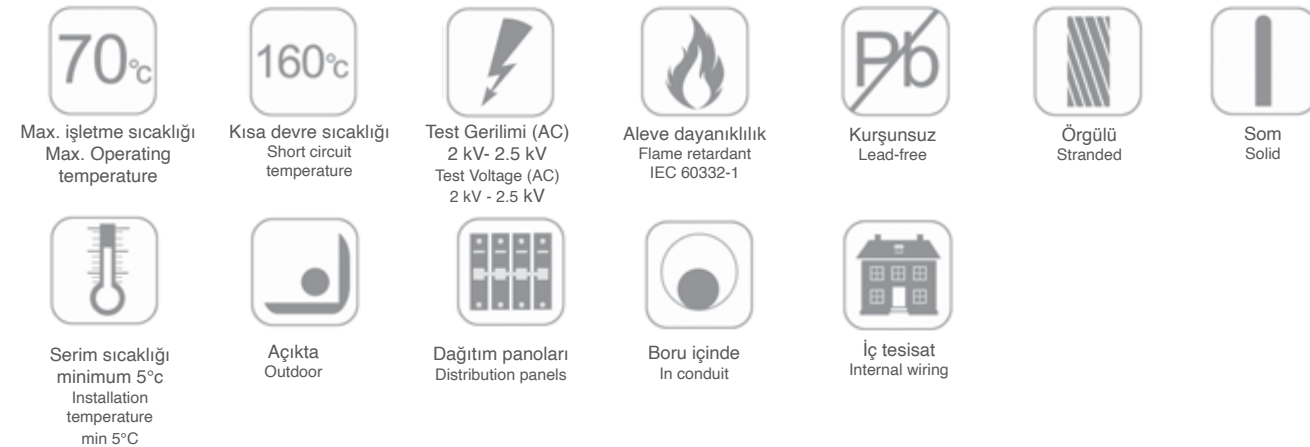 70°C
Max. işletme sıcaklığı
Max. Operating
temperature
160°C
Kısa devre sıcaklığı
Short circuit
temperature
Test Gerilimi (AC)
2 kV- 2.5 kV
Test Voltage (AC)
2 kV - 2.5 kV
Aleve dayanıklılık
Flame retardant
IEC 60332-1
Pb
Kurşunsuz
Lead-free
Örgülü
Stranded
Som
Solid
Serim sıcaklığı
minimum 5°c
Installation
temperature
min 5°C
Açıkta
Outdoor
Dağıtım panoları
Distribution panels
Boru içinde
In conduit
İç tesisat
Internal wiring